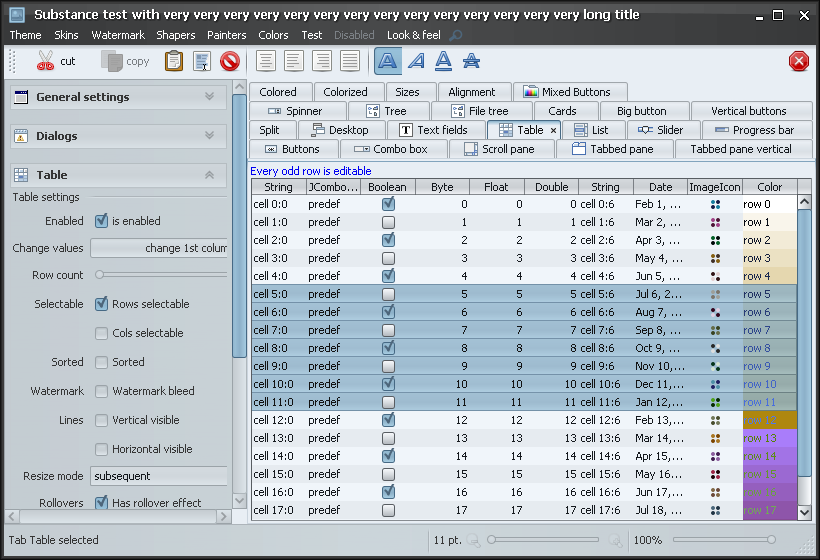 Substance test with very very very very very very very very very very very very very very long title
Theme Skins Watermark Shapers Painters Colors Test Disabled Look & feel
cut copy
General settings
Dialogs
Table
Table settings
Enabled is enabled
Change values change 1st colum
Row count
Selectable Rows selectable
Cols selectable
Sorted Sorted
Watermark Watermark bleed
Lines Vertical visible
Horizontal visible
Resize mode subsequent
Rollovers Has rollover effect
Colored Colorized Sizes Alignment Mixed Buttons
Spinner Tree File tree Cards Big button Vertical buttons
Split Desktop Text fields Table List Slider Progress bar
Buttons Combo box Scroll pane Tabbed pane Tabbed pane vertical
Every odd row is editable
String JCombo... Boolean Byte Float Double String Date ImageIcon Color
cell 0:0 predef 0 0 0 cell 0:6 Feb 1, ... row 0
cell 1:0 predef 1 1 1 cell 1:6 Mar 2, ... row 1
cell 2:0 predef 2 2 2 cell 2:6 Apr 3, ... row 2
cell 3:0 predef 3 3 3 cell 3:6 May 4, ... row 3
cell 4:0 predef 4 4 4 cell 4:6 Jun 5, ... row 4
cell 5:0 predef 5 5 5 cell 5:6 Jul 6, 2... row 5
cell 6:0 predef 6 6 6 cell 6:6 Aug 7, ... row 6
cell 7:0 predef 7 7 7 cell 7:6 Sep 8, ... row 7
cell 8:0 predef 8 8 8 cell 8:6 Oct 9, ... row 8
cell 9:0 predef 9 9 9 cell 9:6 Nov 10,... row 9
cell 10:0 predef 10 10 10 cell 10:6 Dec 11,... row 10
cell 11:0 predef 11 11 11 cell 11:6 Jan 12,... row 11
cell 12:0 predef 12 12 12 cell 12:6 Feb 13,... row 12
cell 13:0 predef 13 13 13 cell 13:6 Mar 14,... row 13
cell 14:0 predef 14 14 14 cell 14:6 Apr 15,... row 14
cell 15:0 predef 15 15 15 cell 15:6 May 16... row 15
cell 16:0 predef 16 16 16 cell 16:6 Jun 17,... row 16
cell 17:0 predef 17 17 17 cell 17:6 Jul 18, ... row 17
Tab Table selected 11 pt. 100%